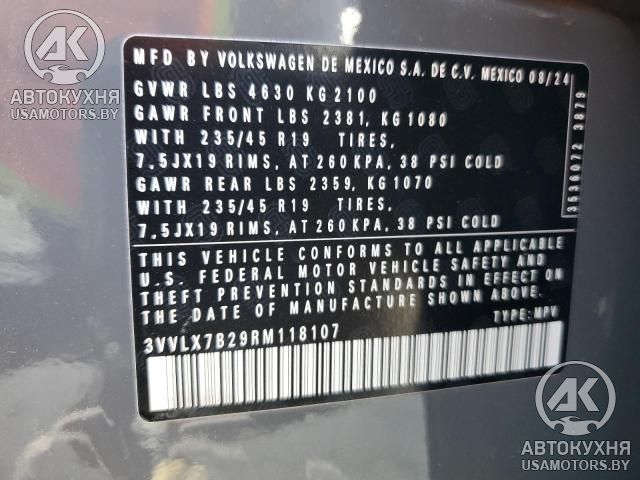 AK
АВТОКУХНЯ
USAMOTORS.BY
MFD BY VOLKSWAGEN DE MEXICO S.A. DE C.V. MEXICO 08/24
GVWR LBS 4630 KG 2100
GAWR FRONT LBS 2381, KG 1080
WITH 235/45 R19 TIRES,
7,5JX19 RIMS, AT 260 KPA, 38 PSI COLD
GAWR REAR LBS 2359, KG 1070
WITH 235/45 R19 TIRES,
7,5JX19 RIMS, AT 260 KPA, 38 PSI COLD
THIS VEHICLE CONFORMS TO ALL APPLICABLE
U.S. FEDERAL MOTOR VEHICLE SAFETY AND
THEFT PREVENTION STANDARDS IN EFFECT ON
THE DATE OF MANUFACTURE SHOWN ABOVE.
3VVLX7B29RM118107 TYPE: MPV
3536072 3879
AK
АВТОКУХНЯ
USAMOTORS.BY